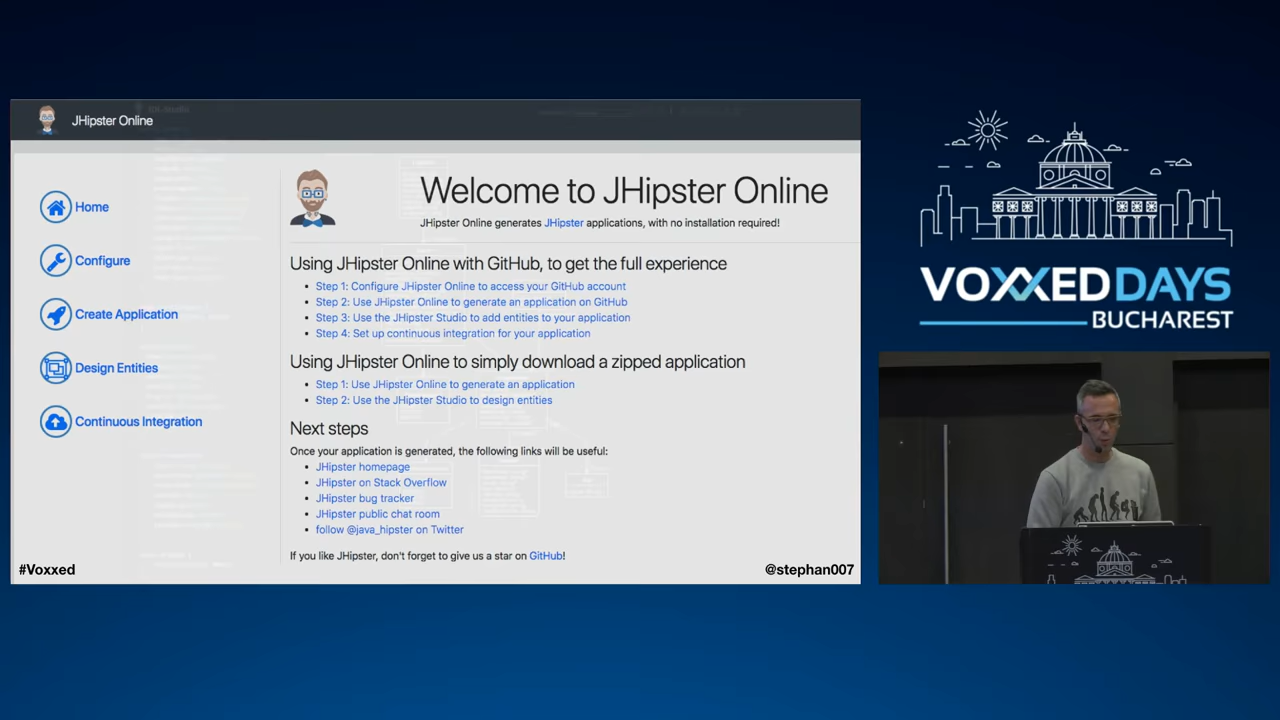 JHipster Online
Home
Configure
Create Application
Design Entities
Continuous Integration
Welcome to JHipster Online
JHipster Online generates JHipster applications, with no installation required!
Using JHipster Online with GitHub, to get the full experience
Step 1: Configure JHipster Online to access your GitHub account
Step 2: Use JHipster Online to generate an application on GitHub
Step 3: Use the JHipster Studio to add entities to your application
Step 4: Set up continuous integration for your application
Using JHipster Online to simply download a zipped application
Step 1: Use JHipster Online to generate an application
Step 2: Use the JHipster Studio to design entities
Next steps
Once your application is generated, the following links will be useful:
JHipster homepage
JHipster on Stack Overflow
JHipster bug tracker
JHipster public chat room
follow @java_hipster on Twitter
If you like JHipster, don't forget to give us a star on GitHub!
#Voxxed
@stephan007
VOXXED DAYS
BUCHAREST